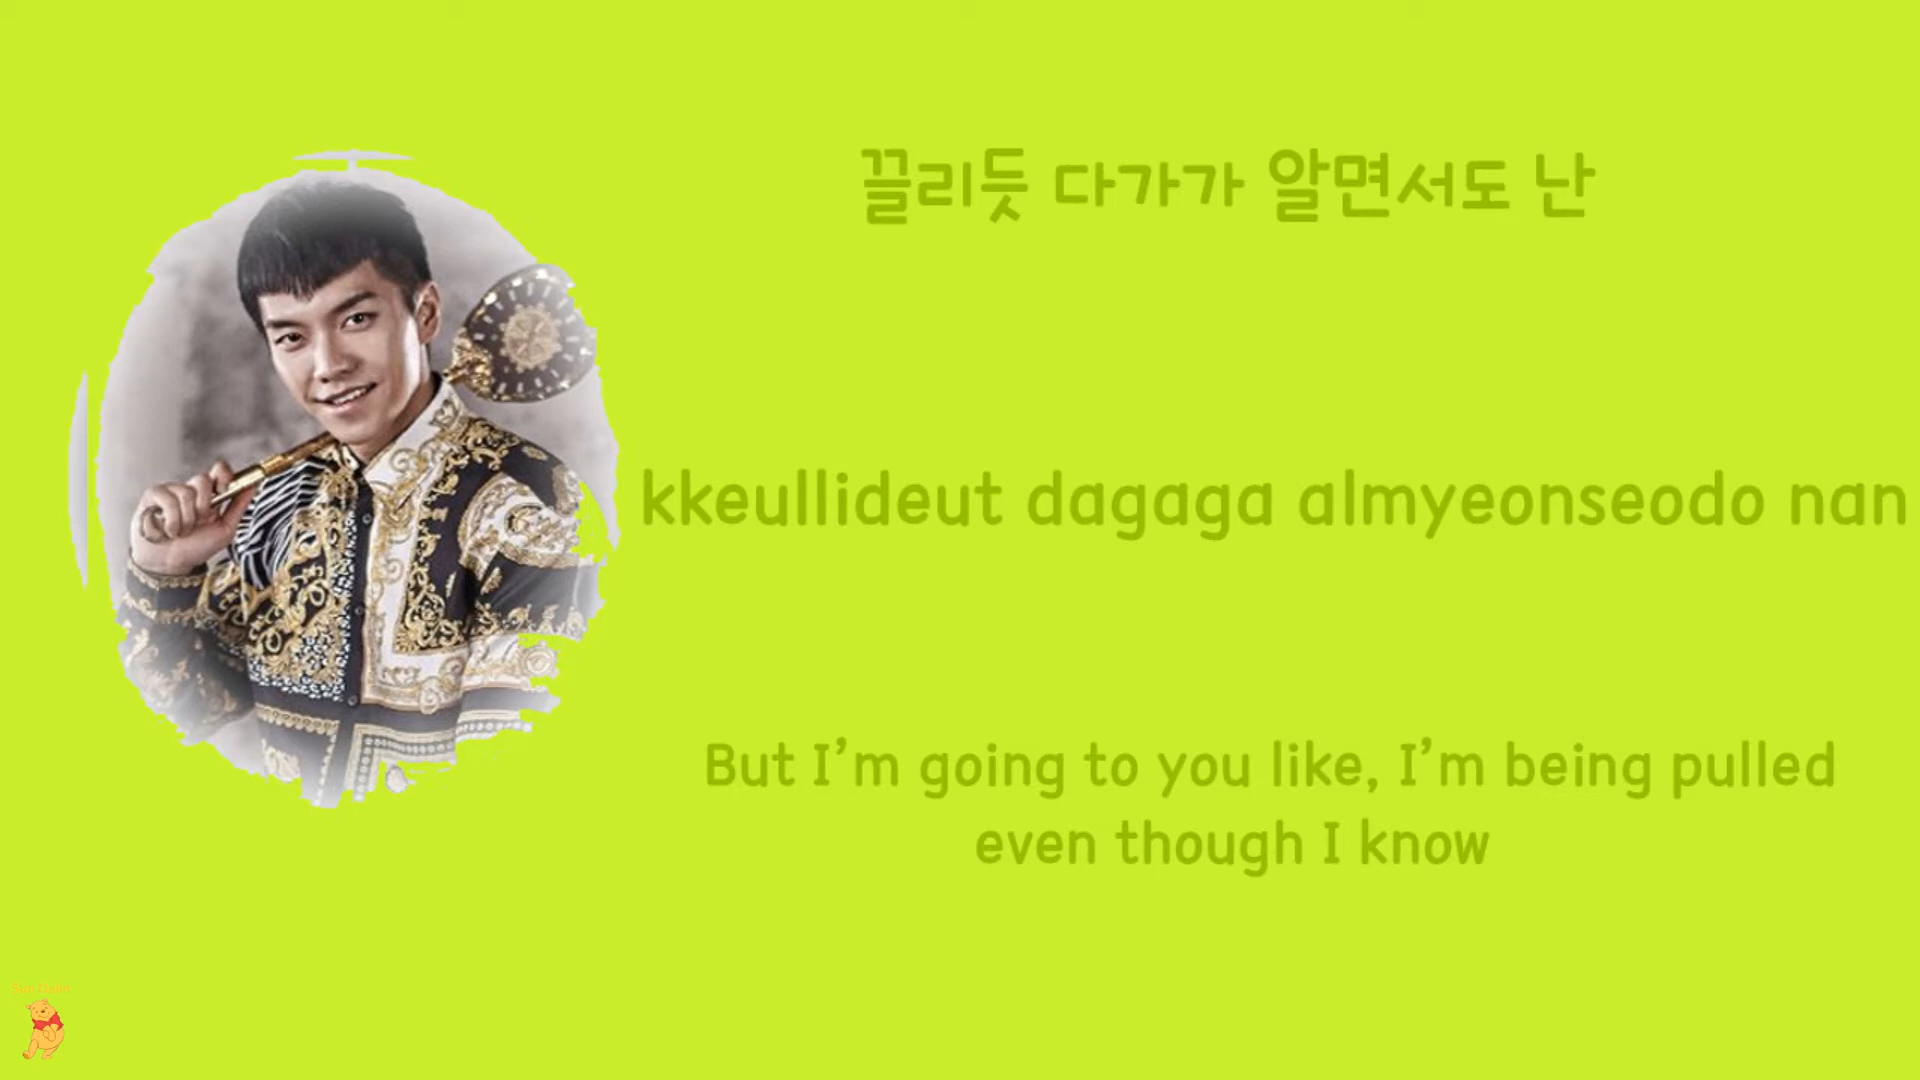 끌리듯 다가가 알면서도 난
kkeullideut dagaga almyeonseodo nan
But I'm going to you like, I'm being pulled
even though I know